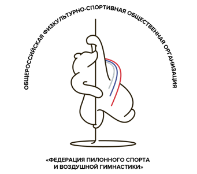 ОБЩЕРОССИЙСКАЯ ФИЗКУЛЬТУРНО-СПОРТИВНАЯ ОБЩЕСТВЕННАЯ ОРГАНИЗАЦИЯ
«ФЕДЕРАЦИЯ ПИЛОННОГО СПОРТА
И ВОЗДУШНОЙ ГИМНАСТИКИ»